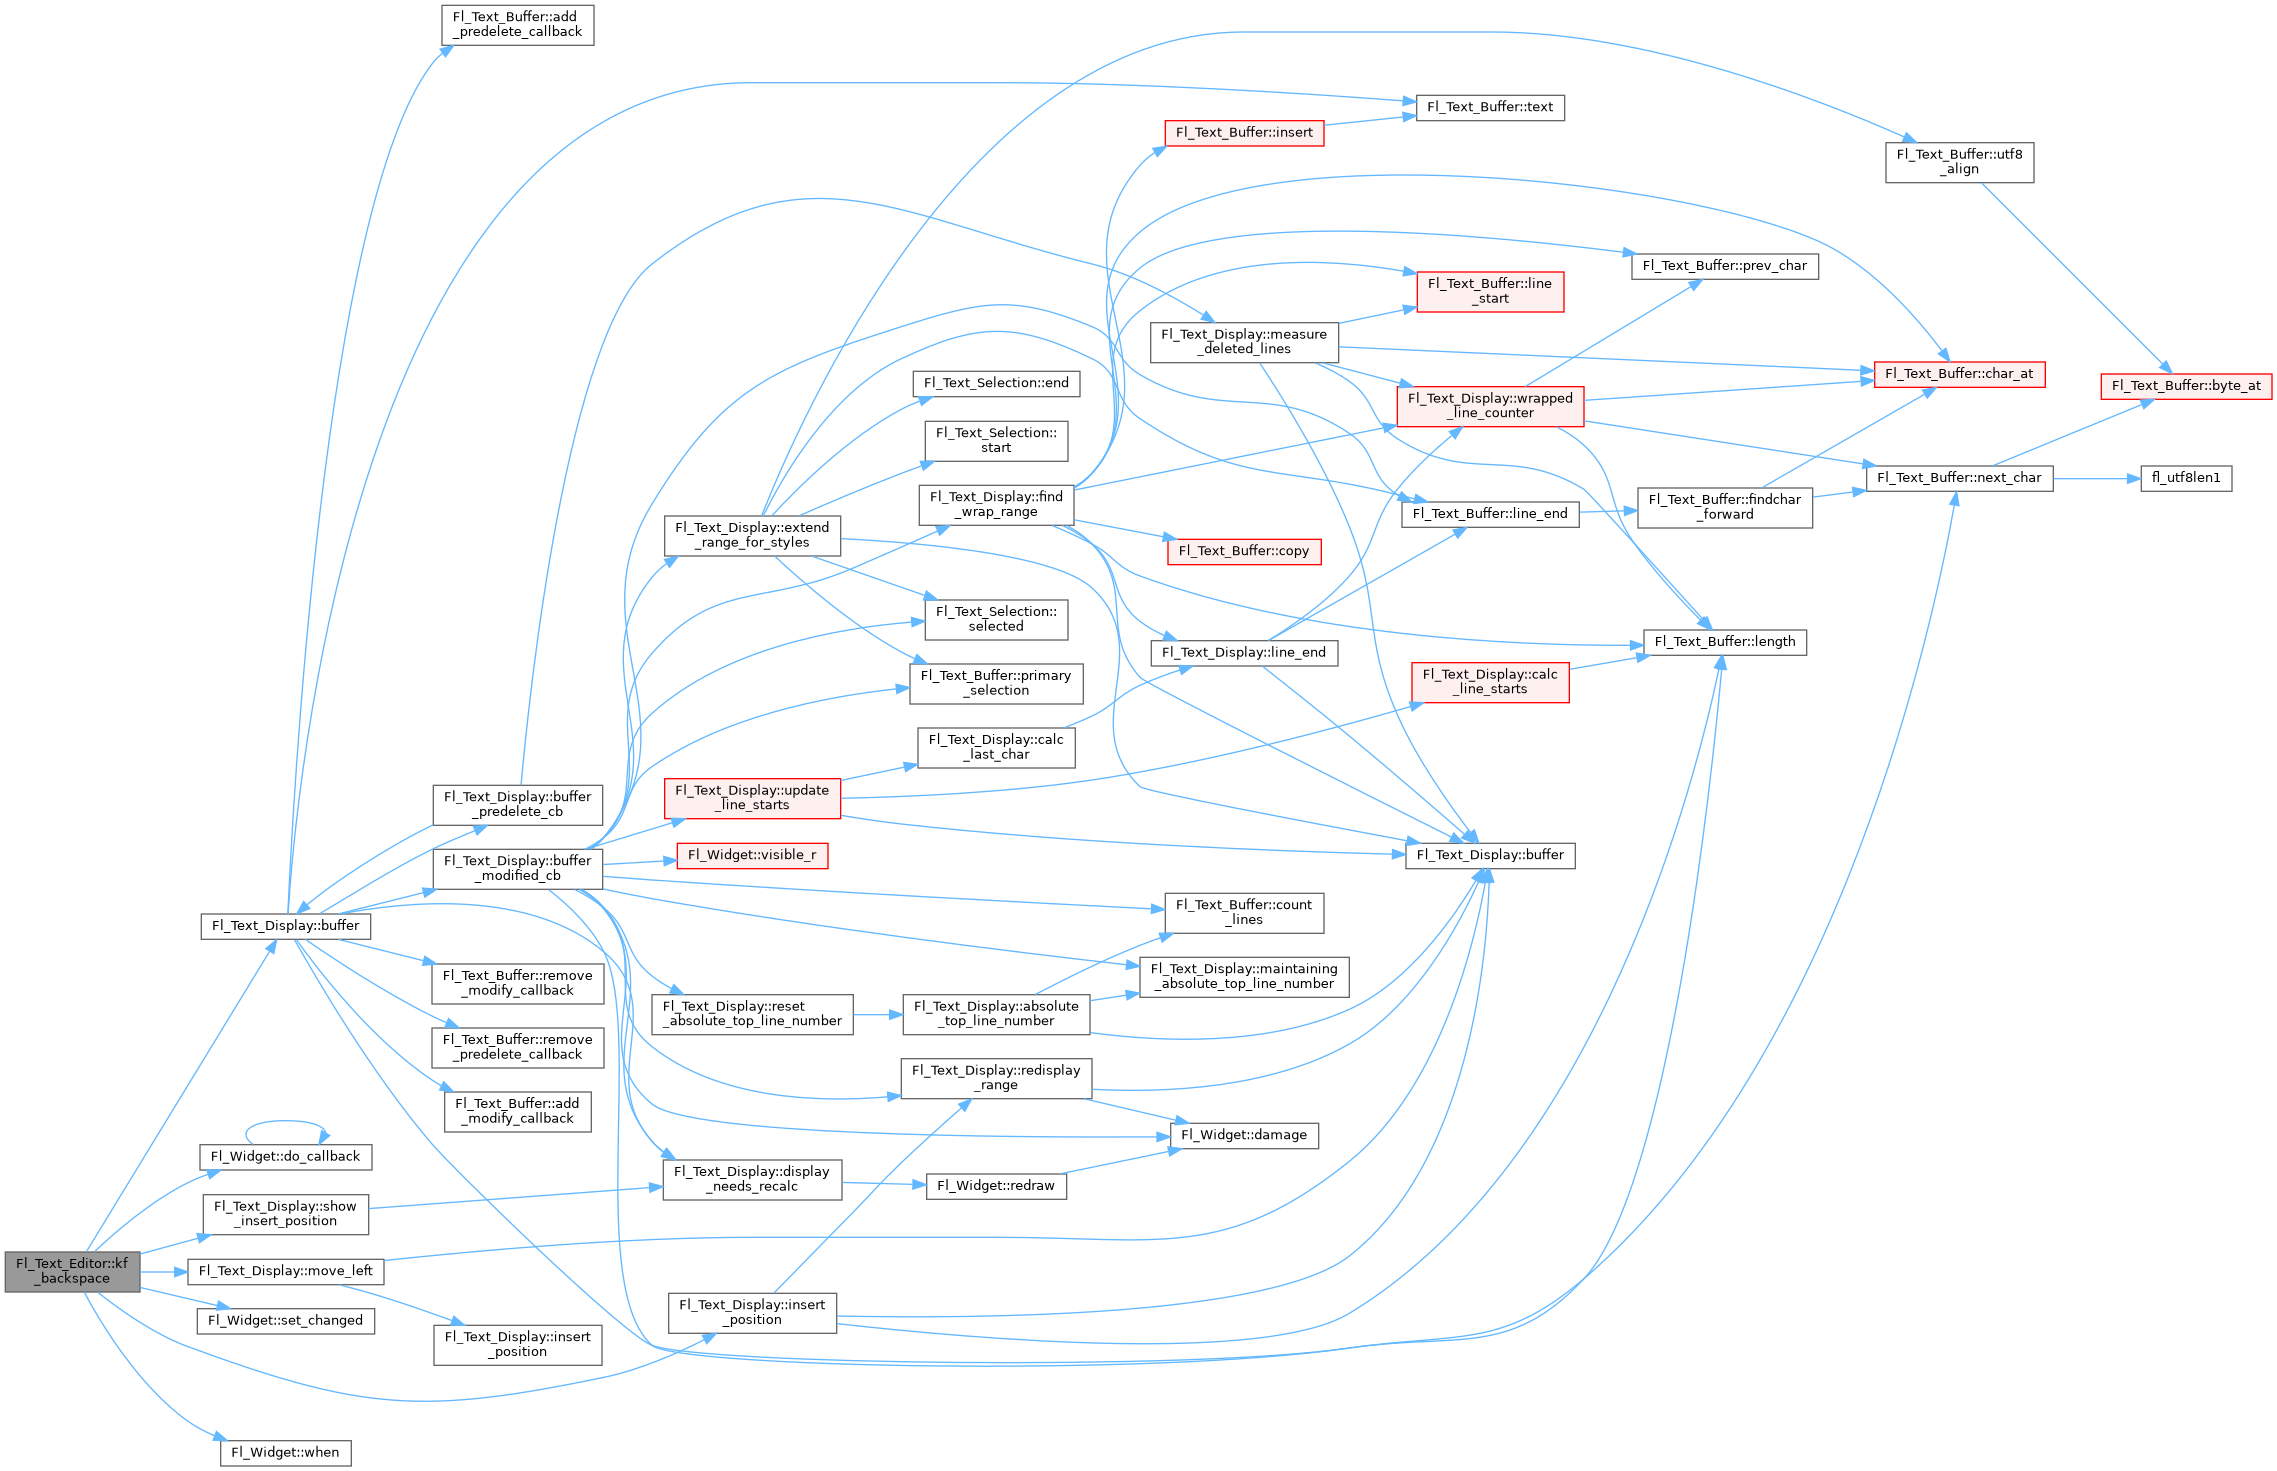 Fl_Text_Buffer::add
_predelete_callback
Fl_Text_Buffer::text
Fl_Text_Buffer::insert
Fl_Text_Buffer::utf8
_align
Fl_Text_Buffer::prev_char
Fl_Text_Buffer::line
_start
Fl_Text_Display::measure
_deleted_lines
Fl_Text_Buffer::char_at
Fl_Text_Buffer::byte_at
Fl_Text_Selection::end
Fl_Text_Display::wrapped
_line_counter
Fl_Text_Selection::
start
Fl_Text_Buffer::next_char
fl_utf8len1
Fl_Text_Display::find
_wrap_range
Fl_Text_Buffer::findchar
_forward
Fl_Text_Buffer::line_end
Fl_Text_Display::extend
_range_for_styles
Fl_Text_Buffer::copy
Fl_Text_Selection::
selected
Fl_Text_Buffer::length
Fl_Text_Display::line_end
Fl_Text_Buffer::primary
_selection
Fl_Text_Display::calc
_line_starts
Fl_Text_Display::calc
_last_char
Fl_Text_Display::update
_line_starts
Fl_Text_Display::buffer
_predelete_cb
Fl_Text_Display::buffer
_modified_cb
Fl_Widget::visible_r
Fl_Text_Display::buffer
Fl_Text_Buffer::count
_lines
Fl_Text_Display::buffer
Fl_Text_Buffer::remove
_modify_callback
Fl_Text_Display::maintaining
_absolute_top_line_number
Fl_Text_Display::reset
_absolute_top_line_number
Fl_Text_Display::absolute
_top_line_number
Fl_Text_Buffer::remove
_predelete_callback
Fl_Text_Display::redisplay
_range
Fl_Text_Buffer::add
_modify_callback
Fl_Widget::damage
Fl_Widget::do_callback
Fl_Text_Display::display
_needs_recalc
Fl_Widget::redraw
Fl_Text_Display::show
_insert_position
Fl_Text_Editor::kf
_backspace
Fl_Text_Display::move_left
Fl_Text_Display::insert
_position
Fl_Widget::set_changed
Fl_Text_Display::insert
_position
Fl_Widget::when